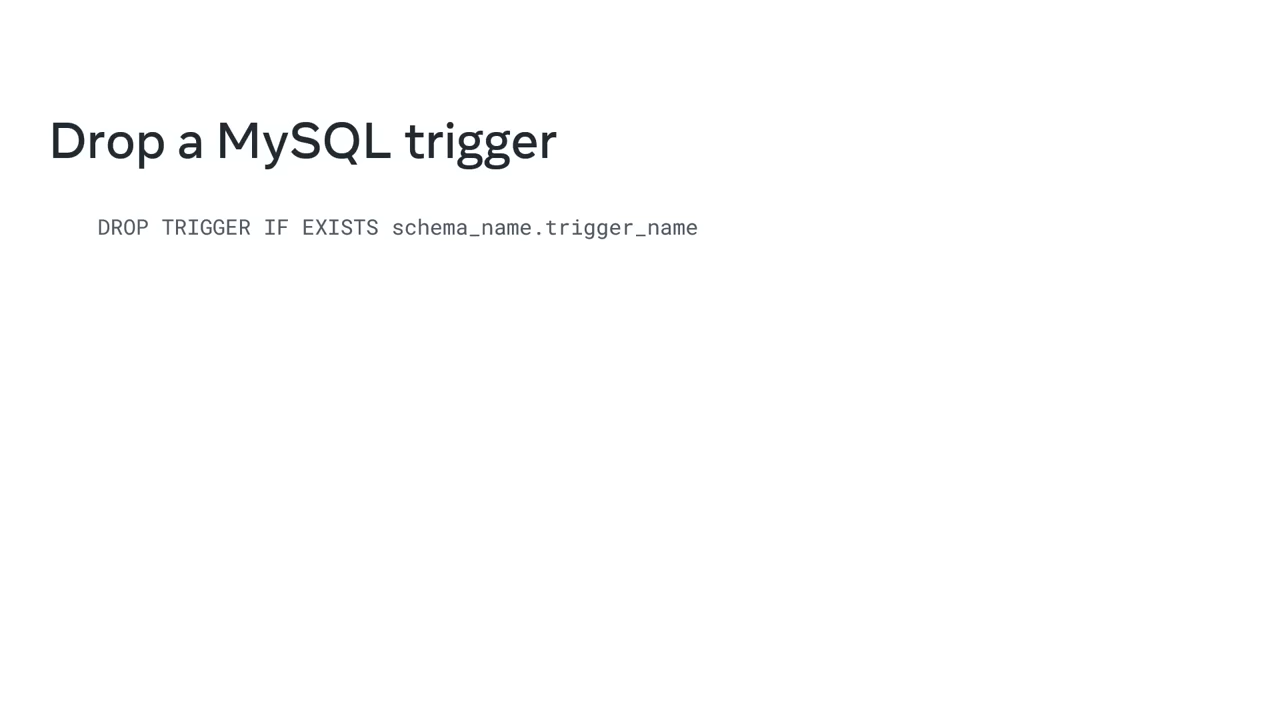 Drop a MySQL trigger
DROP TRIGGER IF EXISTS schema_name.trigger_name